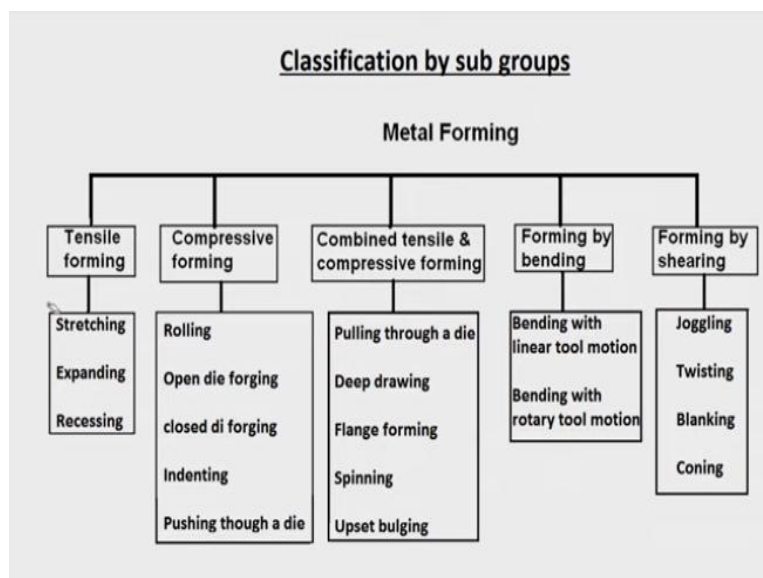 Classification by sub groups
Metal Forming
Tensile
forming
Compressive
forming
Combined tensile &
compressive forming
Forming by
bending
Forming by
shearing
Stretching
Expanding
Recessing
Rolling
Open die forging
closed di forging
Indenting
Pushing though a die
Pulling through a die
Deep drawing
Flange forming
Spinning
Upset bulging
Bending with
linear tool motion
Bending with
rotary tool motion
Joggling
Twisting
Blanking
Coning